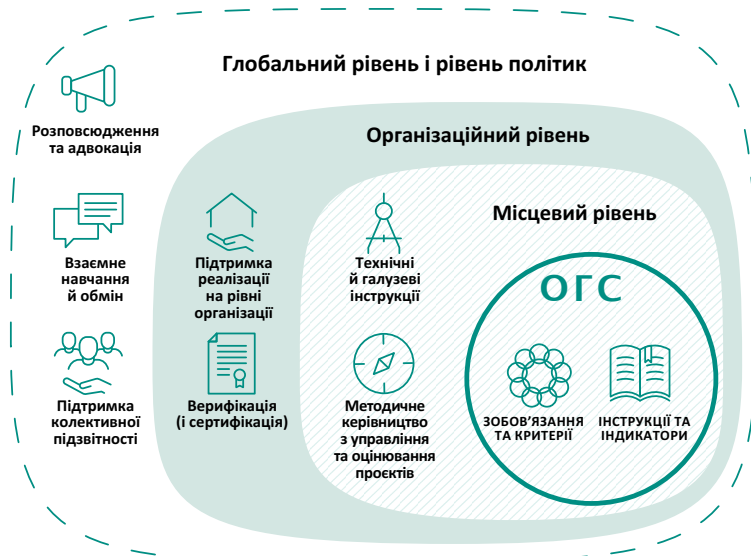 Глобальний рівень і рівень політик
Розповсюдження
та адвокація
Взаємне
навчання
й обмін
Підтримка
колективної
підзвітності
Організаційний рівень
Підтримка
реалізації
на рівні
організації
Верифікація
(і сертифікація)
Місцевий рівень
Технічні
й галузеві
інструкції
Методичне
керівництво
з управління
та оцінювання
проєктів
ОГС
ЗОБОВ’ЯЗАННЯ
ТА КРИТЕРІЇ
ІНСТРУКЦІЇ ТА
ІНДИКАТОРИ